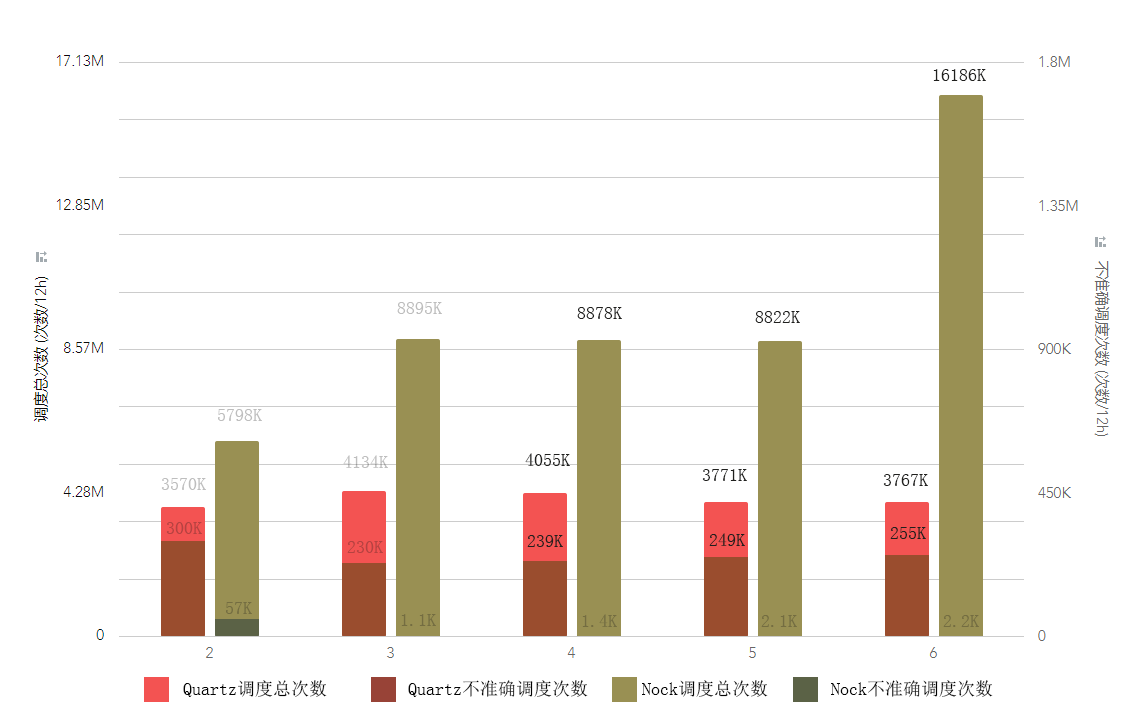 17.13M
1.8M
16186K
12.85M
1.35M
调度总次数 (次数/12h)
不准确调度次数 (次数/12h)
8895K
8878K
8822K
8.57M
900K
5798K
4134K
4055K
3771K
3767K
3570K
4.28M
450K
300K
230K
239K
249K
255K
57K
1.1K
1.4K
2.1K
2.2K
0
0
2
3
4
5
6
Quartz调度总次数
Quartz不准确调度次数
Nock调度总次数
Nock不准确调度次数